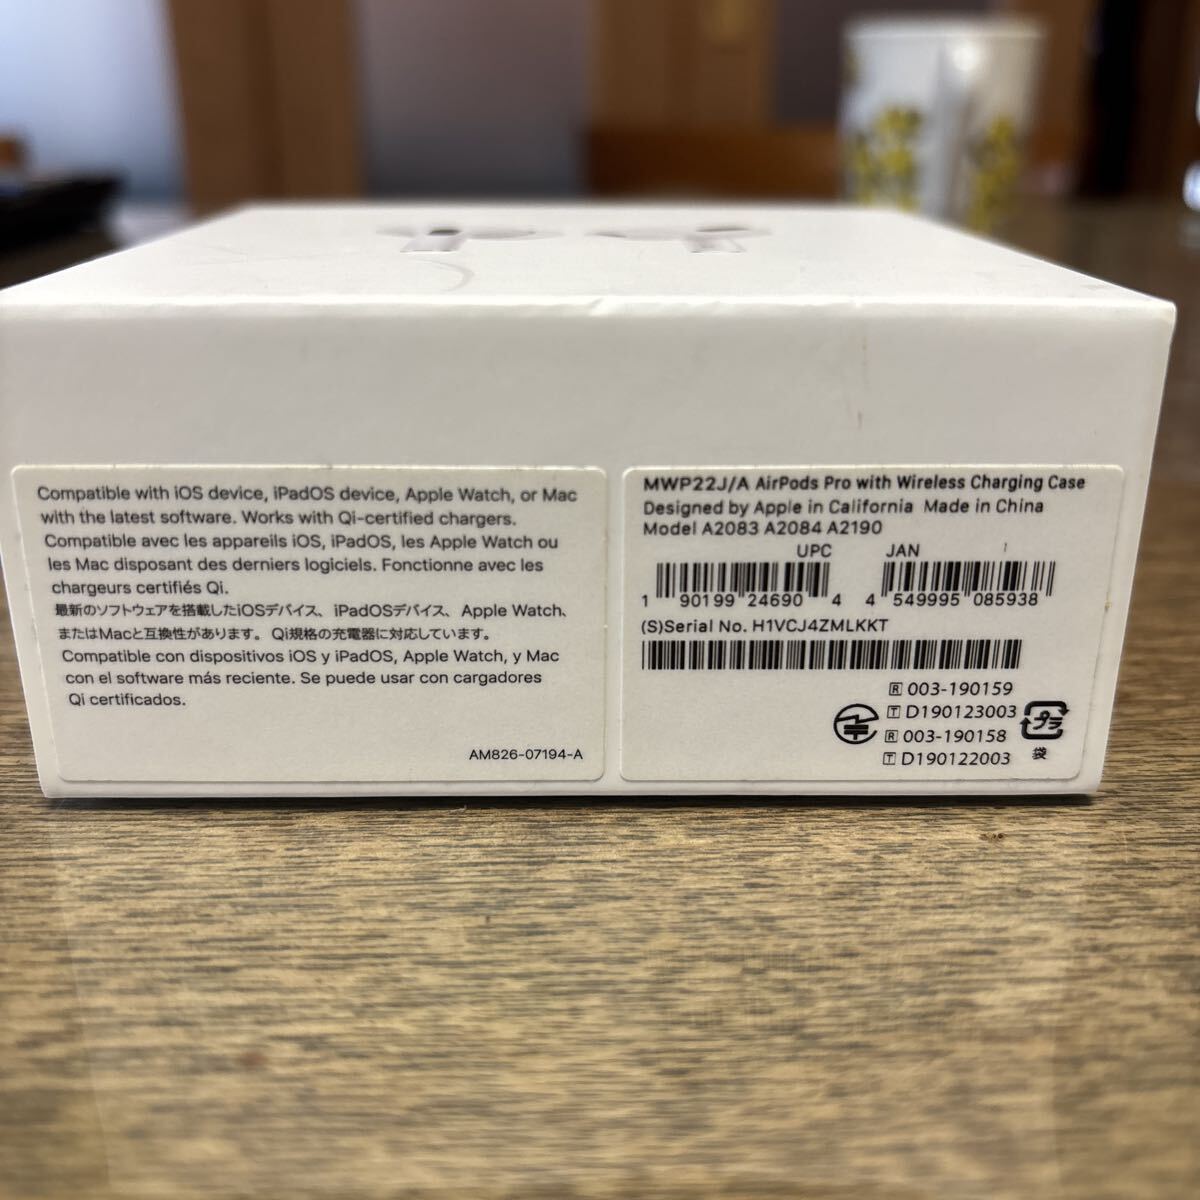 Compatible with iOS device, iPadOS device, Apple Watch, or Mac
with the latest software. Works with Qi-certified chargers.
Compatible avec les appareils iOS, iPadOS, les Apple Watch ou
les Mac disposant des derniers logiciels. Fonctionne avec les
chargeurs certifiés Qi.
最新のソフトウェアを搭載したiOSデバイス、iPadOSデバイス、Apple Watch、
またはMacと互換性があります。Qi規格の充電器に対応しています。
Compatible con dispositivos iOS y iPadOS, Apple Watch, y Mac
con el software más reciente. Se puede usar con cargadores
Qi certificados.
AM826-07194-A
MWP22J/A AirPods Pro with Wireless Charging Case
Designed by Apple in California Made in China
Model A2083 A2084 A2190
UPC JAN
1 90199 24690 4 4 549995 085938
(S)Serial No. H1VCJ4ZMLKKT
R 003-190159
T D190123003
R 003-190158
T D190122003
プラ
袋